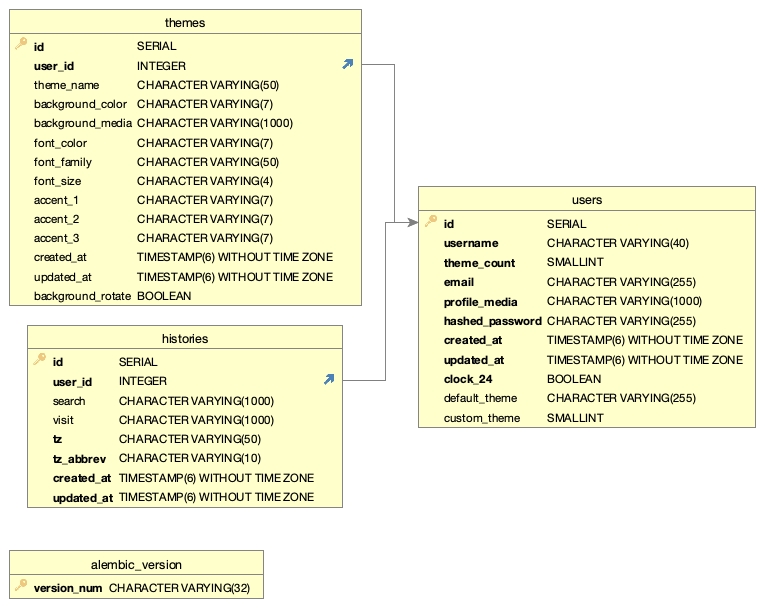 themes
id SERIAL
user_id INTEGER
theme_name CHARACTER VARYING(50)
background_color CHARACTER VARYING(7)
background_media CHARACTER VARYING(1000)
font_color CHARACTER VARYING(7)
font_family CHARACTER VARYING(50)
font_size CHARACTER VARYING(4)
accent_1 CHARACTER VARYING(7)
accent_2 CHARACTER VARYING(7)
accent_3 CHARACTER VARYING(7)
created_at TIMESTAMP(6) WITHOUT TIME ZONE
updated_at TIMESTAMP(6) WITHOUT TIME ZONE
background_rotate BOOLEAN
users
id SERIAL
username CHARACTER VARYING(40)
theme_count SMALLINT
email CHARACTER VARYING(255)
profile_media CHARACTER VARYING(1000)
hashed_password CHARACTER VARYING(255)
created_at TIMESTAMP(6) WITHOUT TIME ZONE
updated_at TIMESTAMP(6) WITHOUT TIME ZONE
clock_24 BOOLEAN
default_theme CHARACTER VARYING(255)
custom_theme SMALLINT
histories
id SERIAL
user_id INTEGER
search CHARACTER VARYING(1000)
visit CHARACTER VARYING(1000)
tz CHARACTER VARYING(50)
tz_abbrev CHARACTER VARYING(10)
created_at TIMESTAMP(6) WITHOUT TIME ZONE
updated_at TIMESTAMP(6) WITHOUT TIME ZONE
alembic_version
version_num CHARACTER VARYING(32)